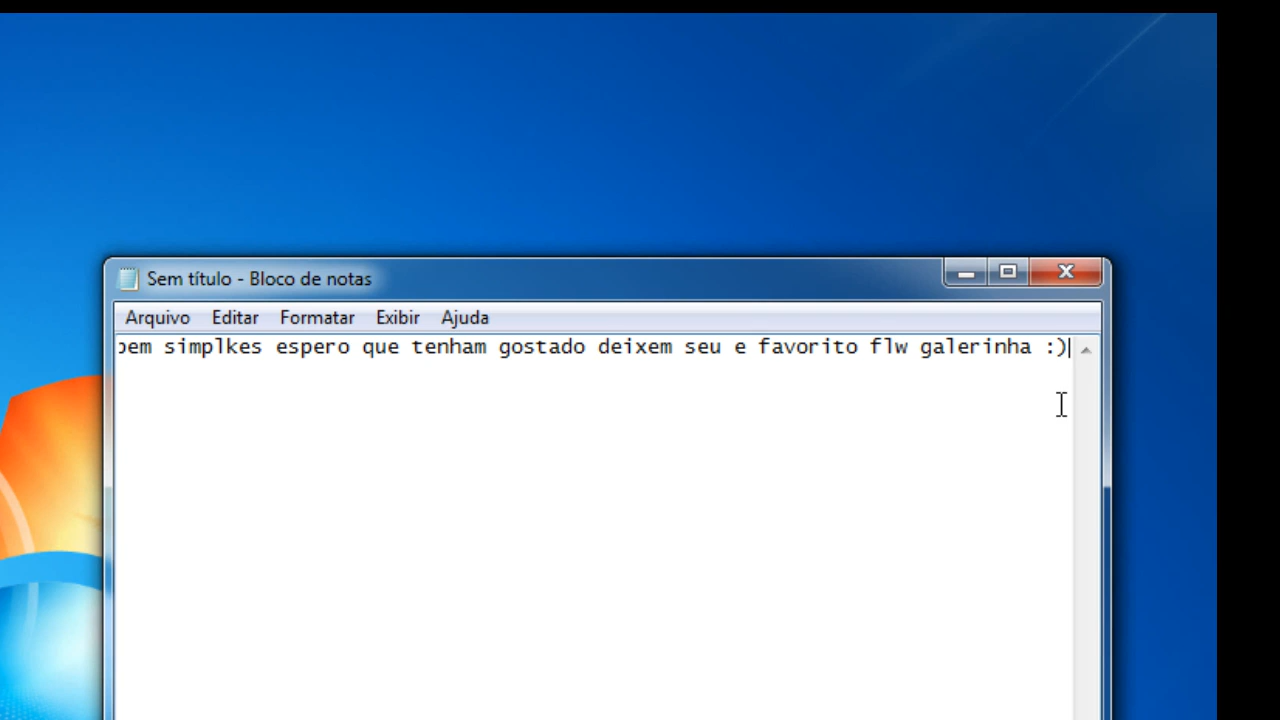 Sem título - Bloco de notas
Arquivo Editar Formatar Exibir Ajuda
simplkes espero que tenham gostado deixem seu e favorito flw galerinha :)